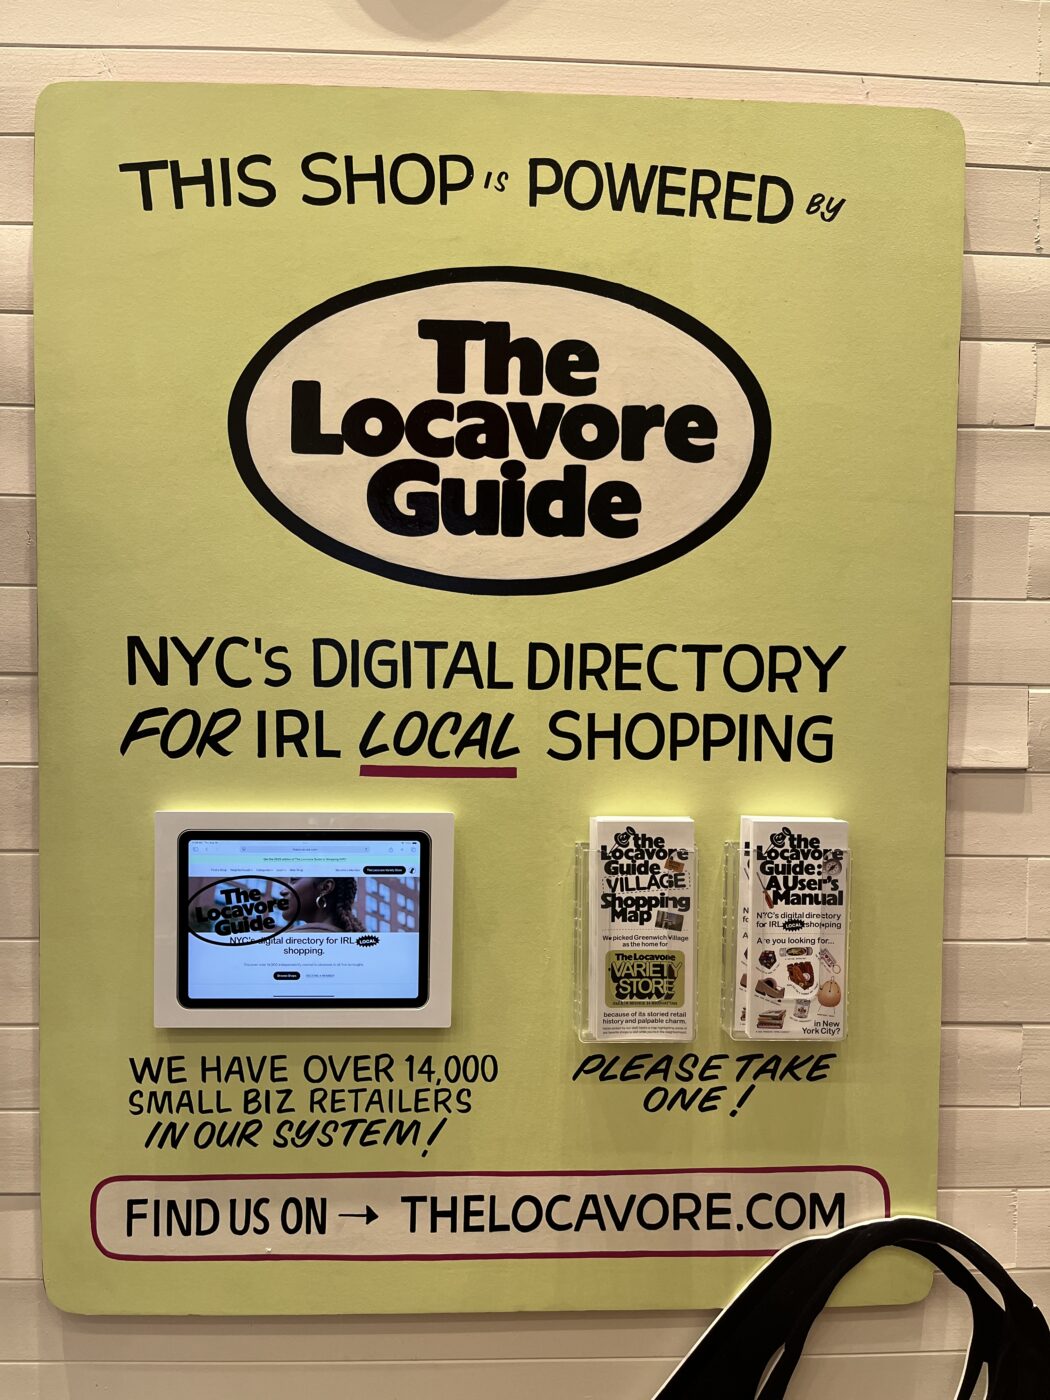 THIS SHOP IS POWERED BY
The
Locavore
Guide
NYC's DIGITAL DIRECTORY
FOR IRL LOCAL SHOPPING
The
Locavore
Guide
NYC's digital directory for IRL LOCAL
shopping.
Browse Shops
the
Locavore
Guide
VILLAGE
Shopping
Map
We picked Greenwich Village
as the home for
The Locavore
VARIETY
STORE
because of its storied retail
history and palpable charm.
the
Locavore
Guide:
A User's
Manual
NYC's digital directory
for IRL LOCAL shopping
Are you looking for...
in New
York City?
WE HAVE OVER 14,000
SMALL BIZ RETAILERS
IN OUR SYSTEM!
PLEASE TAKE
ONE!
FIND US ON → THELOCAVORE.COM